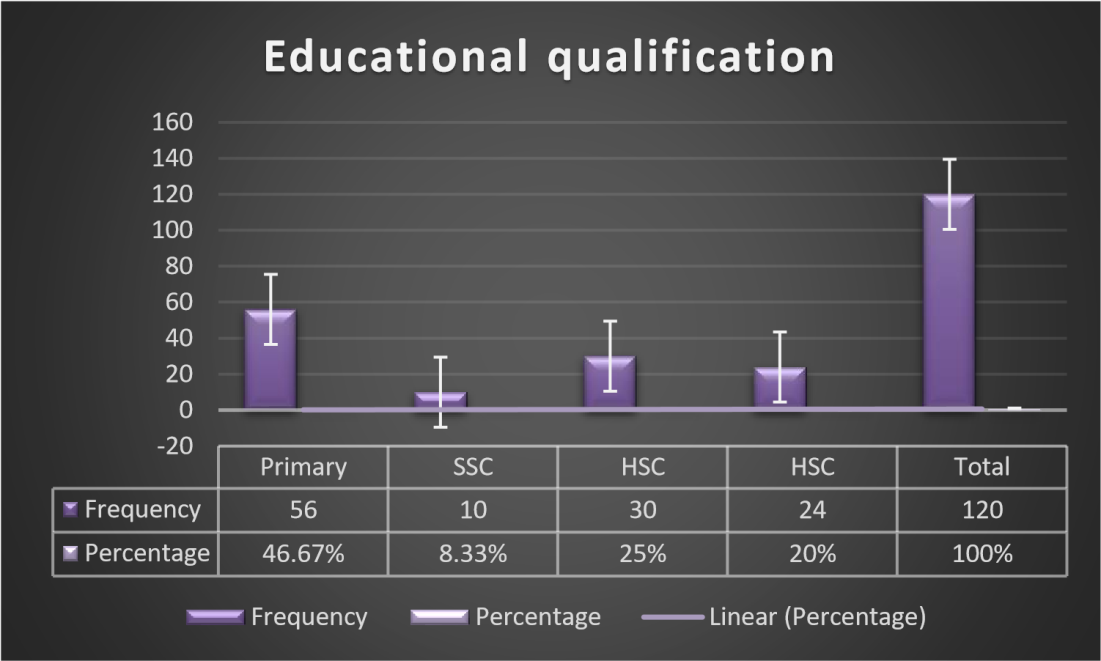 Educational qualification
160
140
120
100
80
60
40
20
0
-20
Primary SSC HSC HSC Total
Frequency 56 10 30 24 120
Percentage 46.67% 8.33% 25% 20% 100%
Frequency Percentage Linear (Percentage)